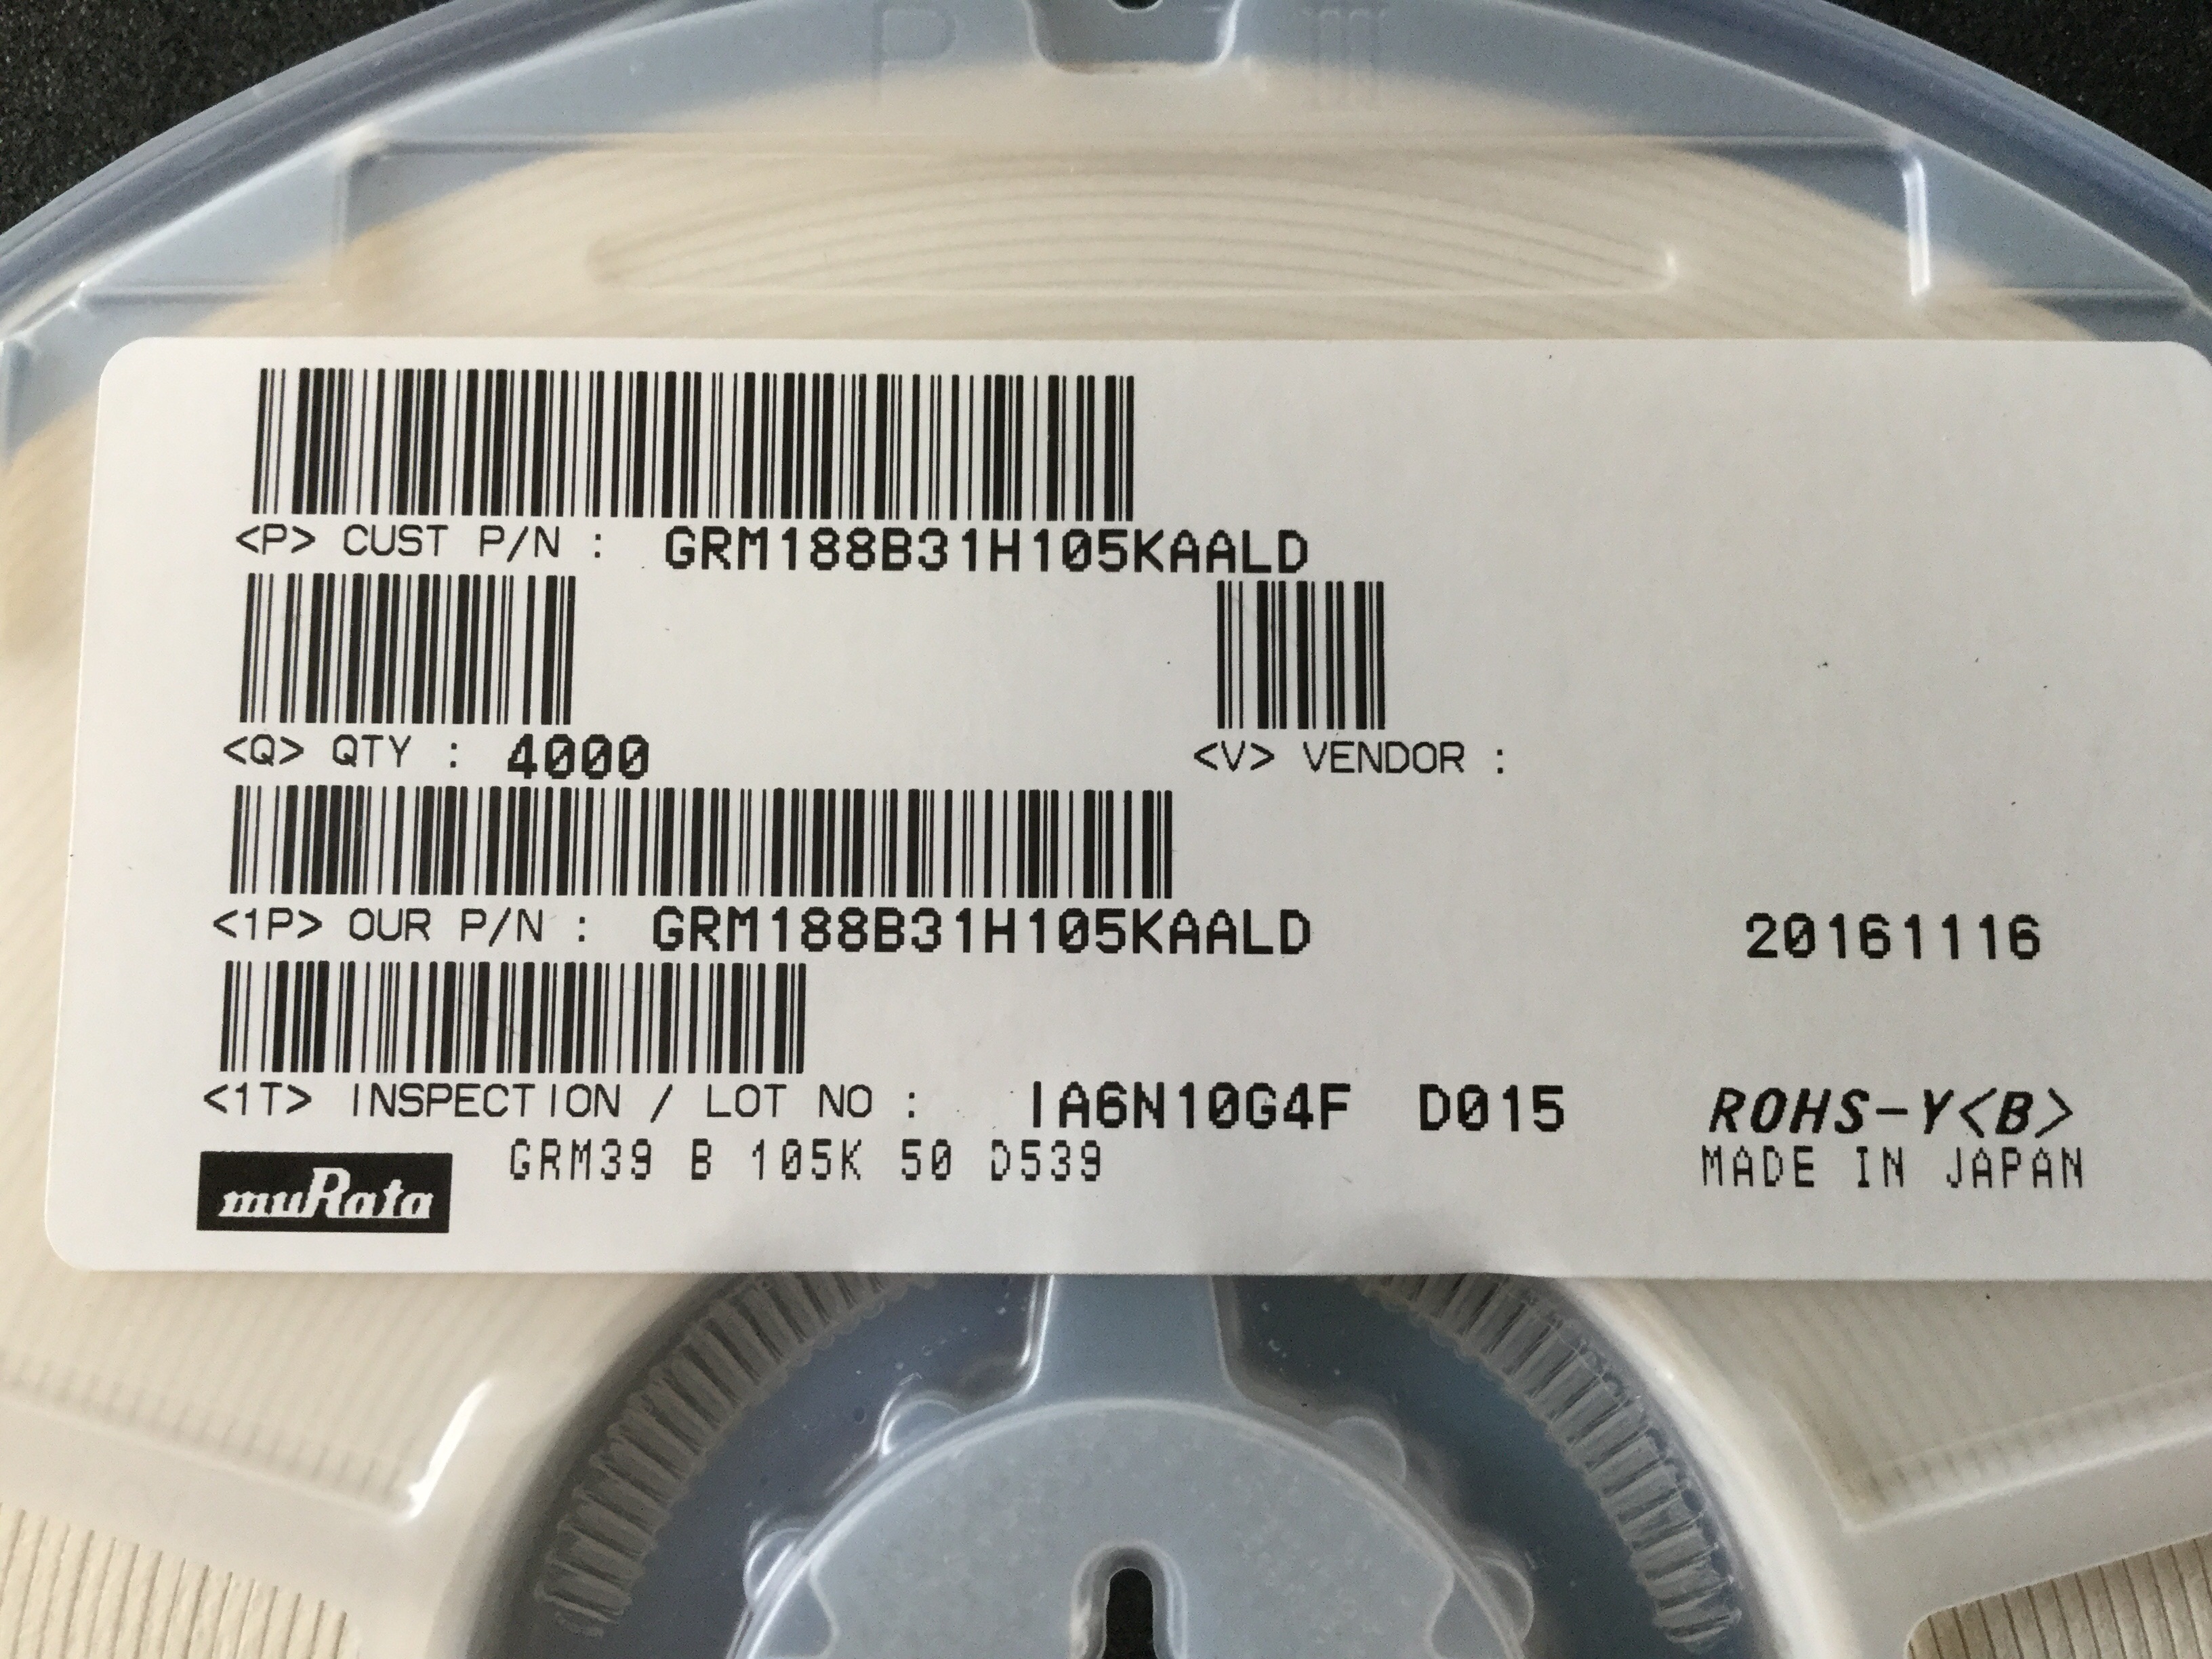 <P> CUST P/N : GRM188B31H105KAALD
<Q> QTY : 4000
<V> VENDOR :
<1P> OUR P/N : GRM188B31H105KAALD
20161116
<1T> INSPECTION / LOT NO : IA6N10G4F D015
ROHS-Y<B>
muRata
GRM39 B 105K 50 D539
MADE IN JAPAN